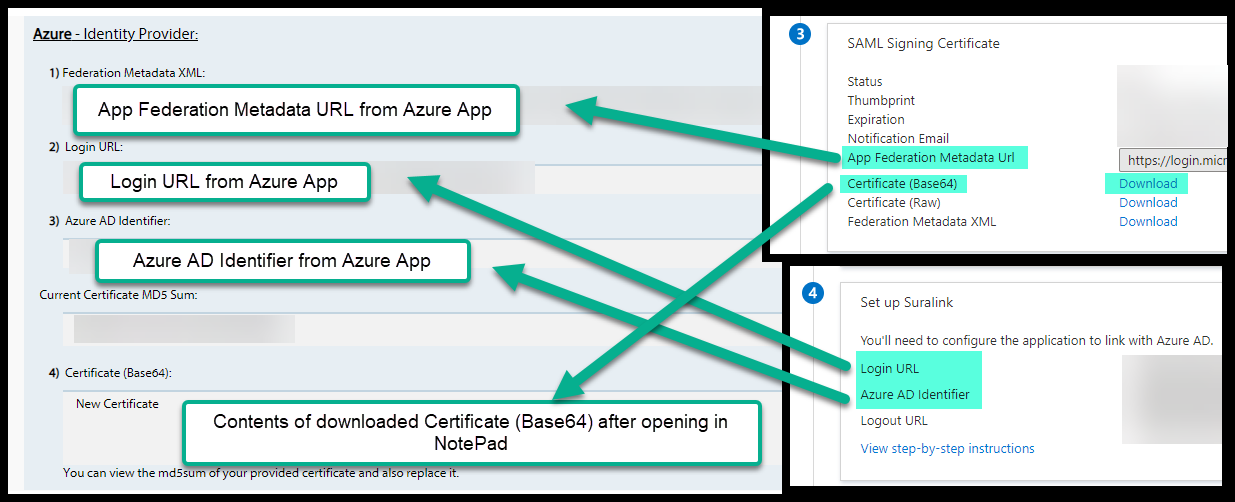 Azure - Identity Provider:
1) Federation Metadata XML:
App Federation Metadata URL from Azure App
2) Login URL:
Login URL from Azure App
3) Azure AD Identifier:
Azure AD Identifier from Azure App
Current Certificate MD5 Sum:
4) Certificate (Base64):
New Certificate
Contents of downloaded Certificate (Base64) after opening in
NotePad
You can view the md5sum of your provided certificate and also replace it.
3
SAML Signing Certificate
Status
Thumbprint
Expiration
Notification Email
App Federation Metadata Url
https://login.micr
Certificate (Base64) Download
Certificate (Raw) Download
Federation Metadata XML Download
4
Set up Suralink
You'll need to configure the application to link with Azure AD.
Login URL
Azure AD Identifier
Logout URL
View step-by-step instructions